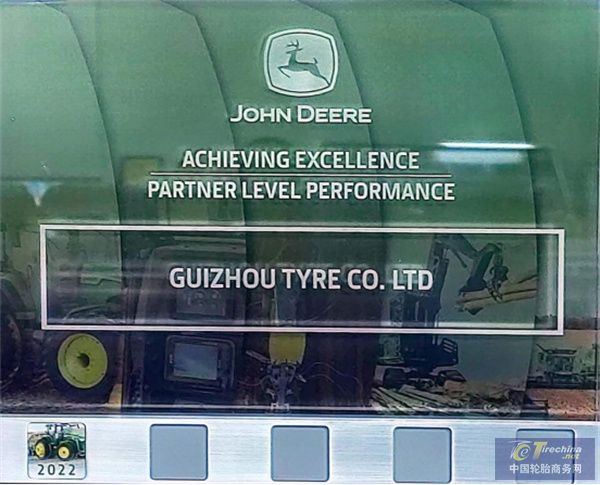 JOHN DEERE
ACHIEVING EXCELLENCE
PARTNER LEVEL PERFORMANCE
GUIZHOU TYRE CO. LTD
2022
Tirechina
.net
中国轮胎商务网